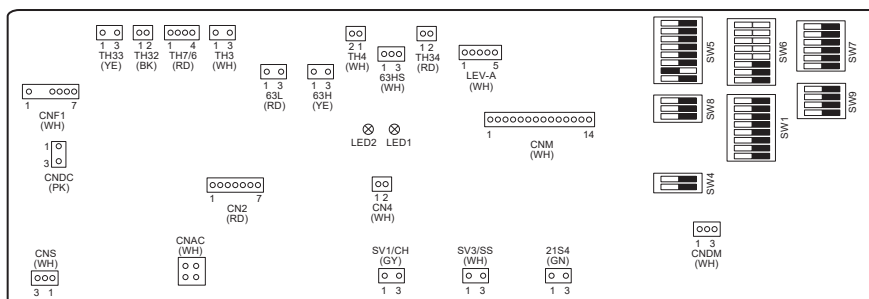 1 3
TH33
(YE)
1 2
TH32
(BK)
1 4
TH7/6
(RD)
1 3
TH3
(WH)
2 1
TH4
(WH)
1 3
63HS
(WH)
1 2
TH34
(RD)
1 5
LEV-A
(WH)
SW5
SW6
SW7
1 3
63L
(RD)
1 3
63H
(YE)
1 7
CNF1
(WH)
SW8
SW1
SW9
LED2 LED1
1 14
CNM
(WH)
1
3
CNDC
(PK)
1 7
CN2
(RD)
1 2
CN4
(WH)
SW4
1 3
CNDM
(WH)
CNS
(WH)
3 1
CNAC
(WH)
SV1/CH
(GY)
1 3
SV3/SS
(WH)
1 3
21S4
(GN)
1 3